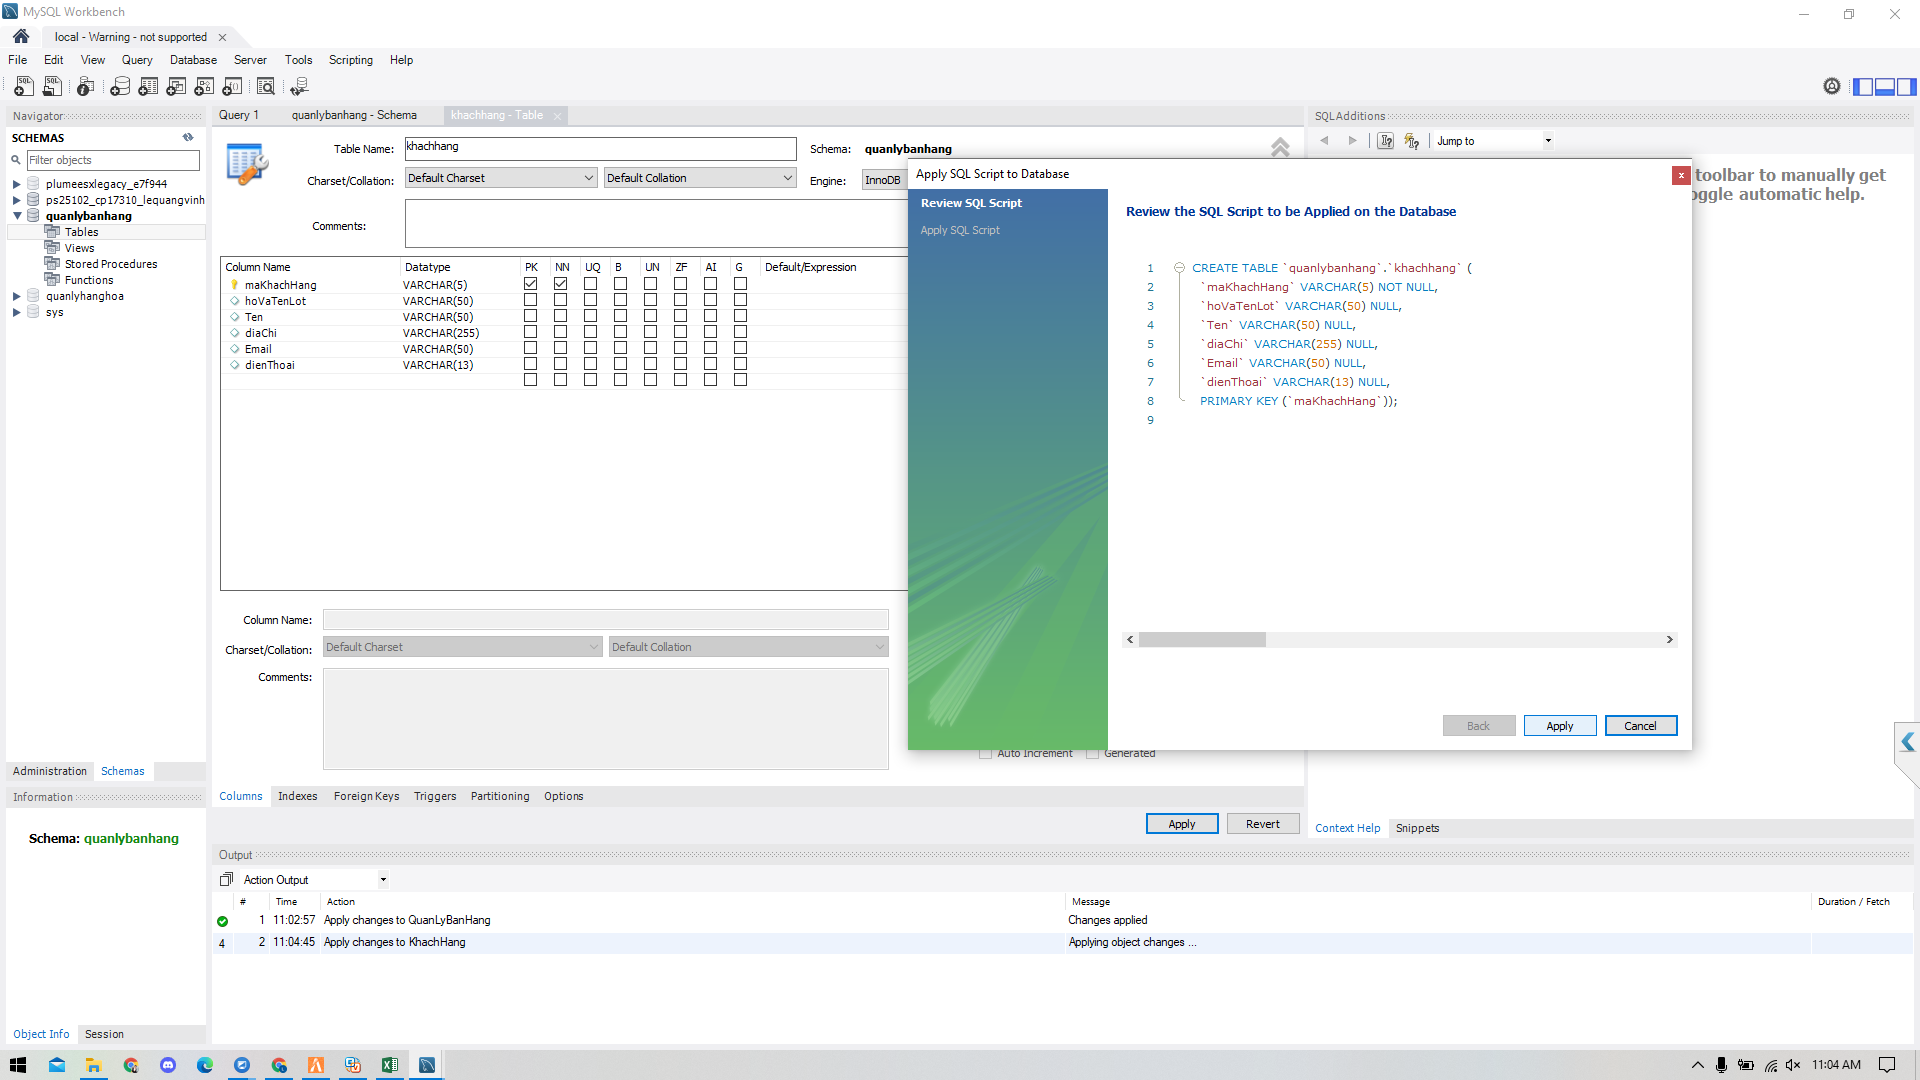 MySQL Workbench
local - Warning - not supported
File Edit View Query Database Server Tools Scripting Help
Navigator
SCHEMAS
Filter objects
plumeesxlegacy_e7f944
ps25102_cp17310_lequangvinh
quanlybanhang
Tables
Views
Stored Procedures
Functions
quanlyhanghoa
sys
Administration Schemas
Information
Schema: quanlybanhang
Object Info Session
Query 1 quanlybanhang - Schema khachhang - Table
Table Name: khachhang Schema: quanlybanhang
Charset/Collation: Default Charset Default Collation Engine: InnoDB
Comments:
Column Name Datatype PK NN UQ B UN ZF AI G Default/Expression
maKhachHang VARCHAR(5)
hoVaTenLot VARCHAR(50)
Ten VARCHAR(50)
diaChi VARCHAR(255)
Email VARCHAR(50)
dienThoai VARCHAR(13)
Column Name:
Charset/Collation: Default Charset Default Collation
Comments:
Auto Increment Generated
Columns Indexes Foreign Keys Triggers Partitioning Options
Apply Revert
SQLAdditions
Jump to
toolbar to manually get
oggle automatic help.
Context Help Snippets
Apply SQL Script to Database
x
Review SQL Script
Apply SQL Script
Review the SQL Script to be Applied on the Database
1 CREATE TABLE `quanlybanhang`.`khachhang` (
2 `maKhachHang` VARCHAR(5) NOT NULL,
3 `hoVaTenLot` VARCHAR(50) NULL,
4 `Ten` VARCHAR(50) NULL,
5 `diaChi` VARCHAR(255) NULL,
6 `Email` VARCHAR(50) NULL,
7 `dienThoai` VARCHAR(13) NULL,
8 PRIMARY KEY (`maKhachHang`));
9
Back Apply Cancel
Output
Action Output
# Time Action Message Duration / Fetch
1 11:02:57 Apply changes to QuanLyBanHang Changes applied
4 2 11:04:45 Apply changes to KhachHang Applying object changes ...
11:04 AM